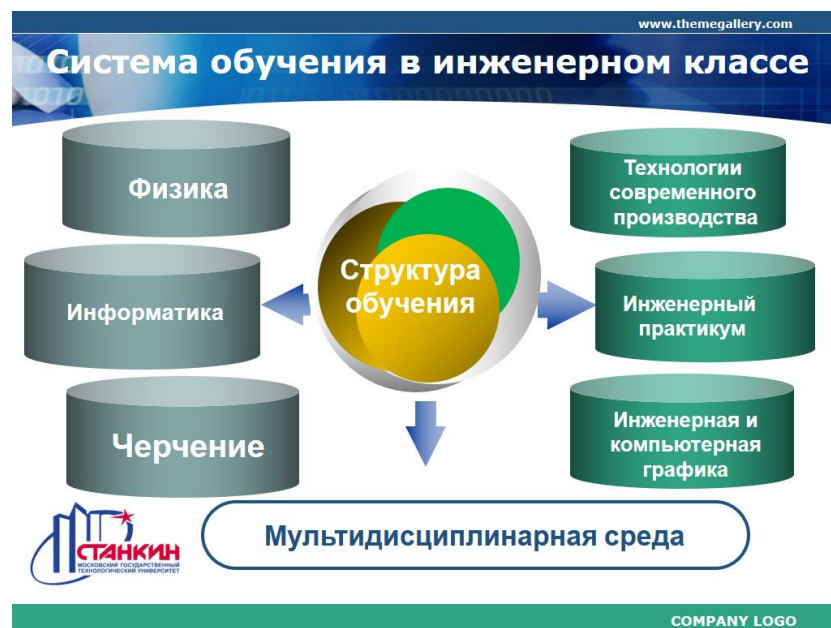 www.themegallery.com
Система обучения в инженерном классе
Физика
Информатика
Черчение
Структура
обучения
Технологии
современного
производства
Инженерный
практикум
Инженерная и
компьютерная
графика
Мультидисциплинарная среда
СТАНКИН
МОСКОВСКИЙ ГОСУДАРСТВЕННЫЙ
ТЕХНОЛОГИЧЕСКИЙ УНИВЕРСИТЕТ
COMPANY LOGO